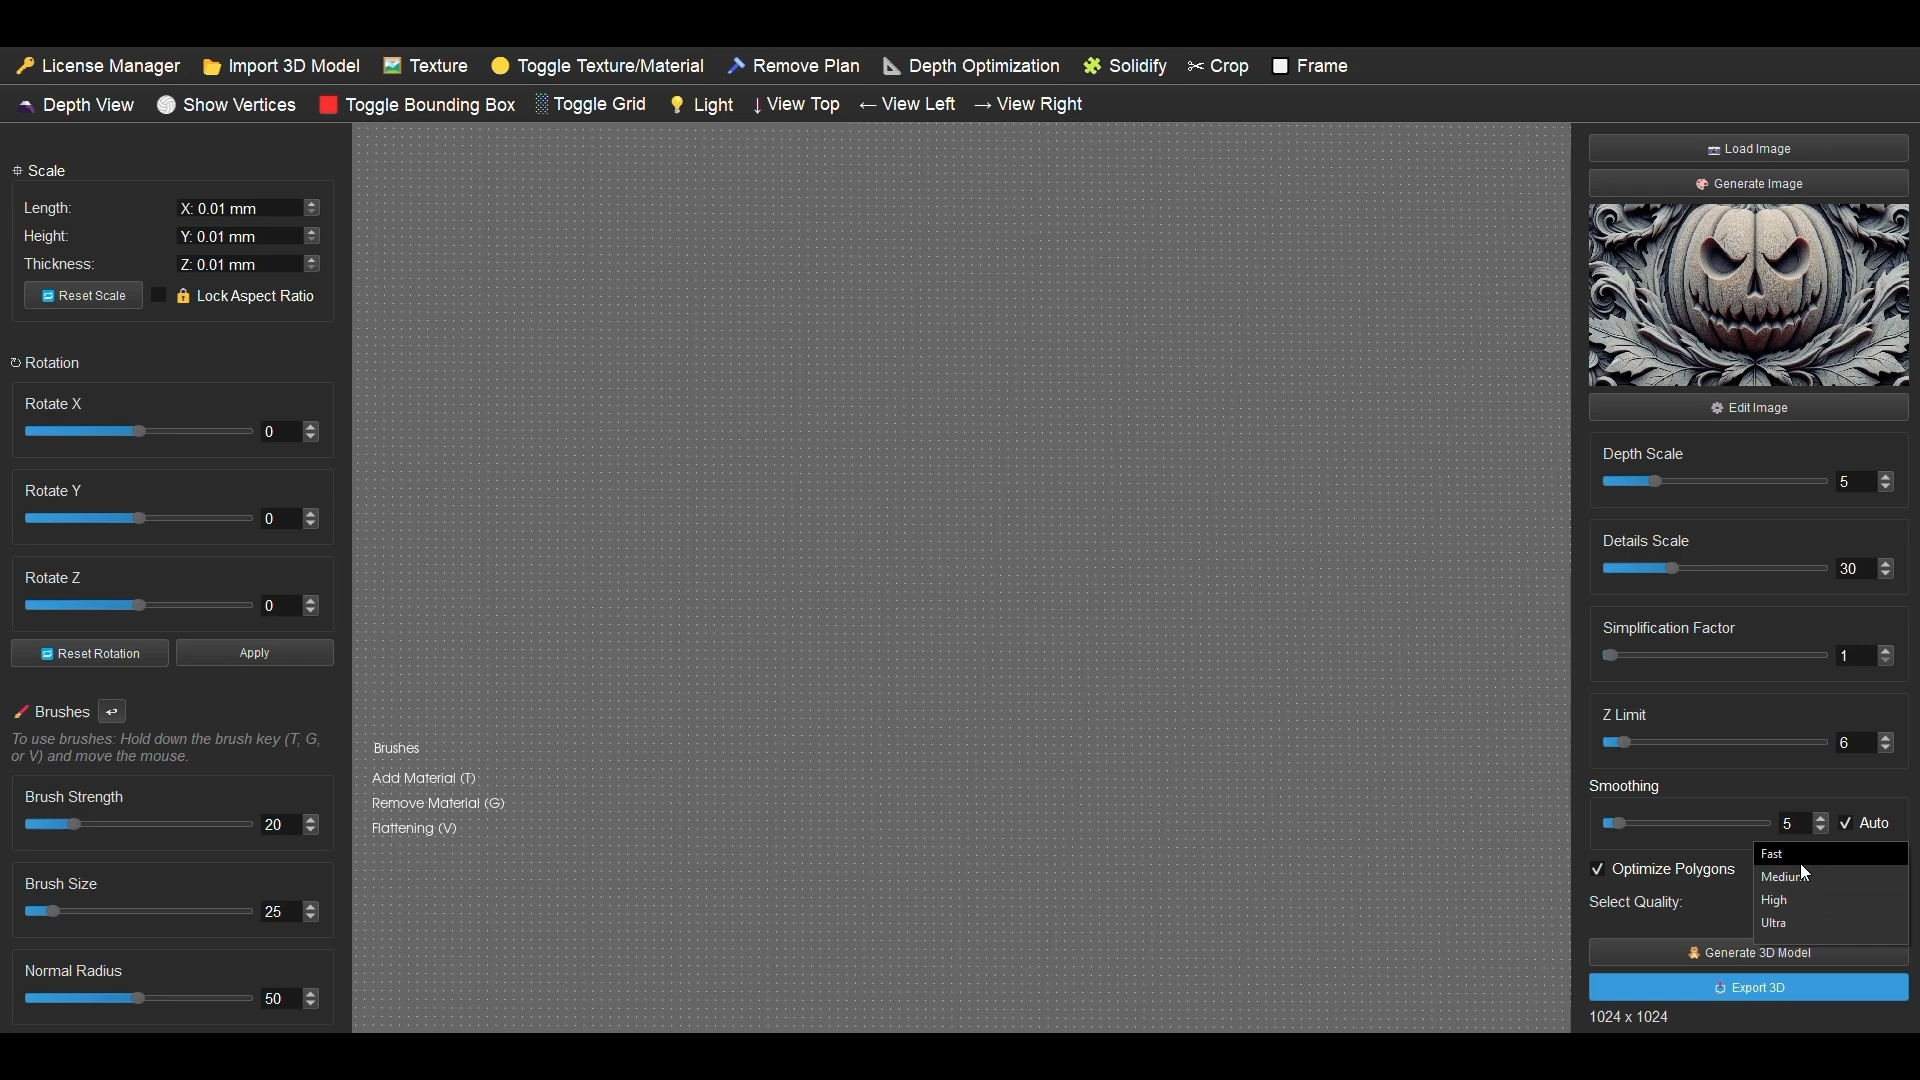 License Manager Import 3D Model Texture Toggle Texture/Material Remove Plan Depth Optimization Solidify Crop Frame
Depth View Show Vertices Toggle Bounding Box Toggle Grid Light ↓ View Top ← View Left → View Right
Scale
Length: X: 0.01 mm
Height: Y: 0.01 mm
Thickness: Z: 0.01 mm
Reset Scale Lock Aspect Ratio
Rotation
Rotate X
0
Rotate Y
0
Rotate Z
0
Reset Rotation Apply
Brushes
To use brushes: Hold down the brush key (T, G,
or V) and move the mouse.
Brush Strength
20
Brush Size
25
Normal Radius
50
Brushes
Add Material (T)
Remove Material (G)
Flattening (V)
Load Image
Generate Image
Edit Image
Depth Scale
5
Details Scale
30
Simplification Factor
1
Z Limit
6
Smoothing
5 Auto
Optimize Polygons
Select Quality:
Fast
Medium
High
Ultra
Generate 3D Model
Export 3D
1024 x 1024